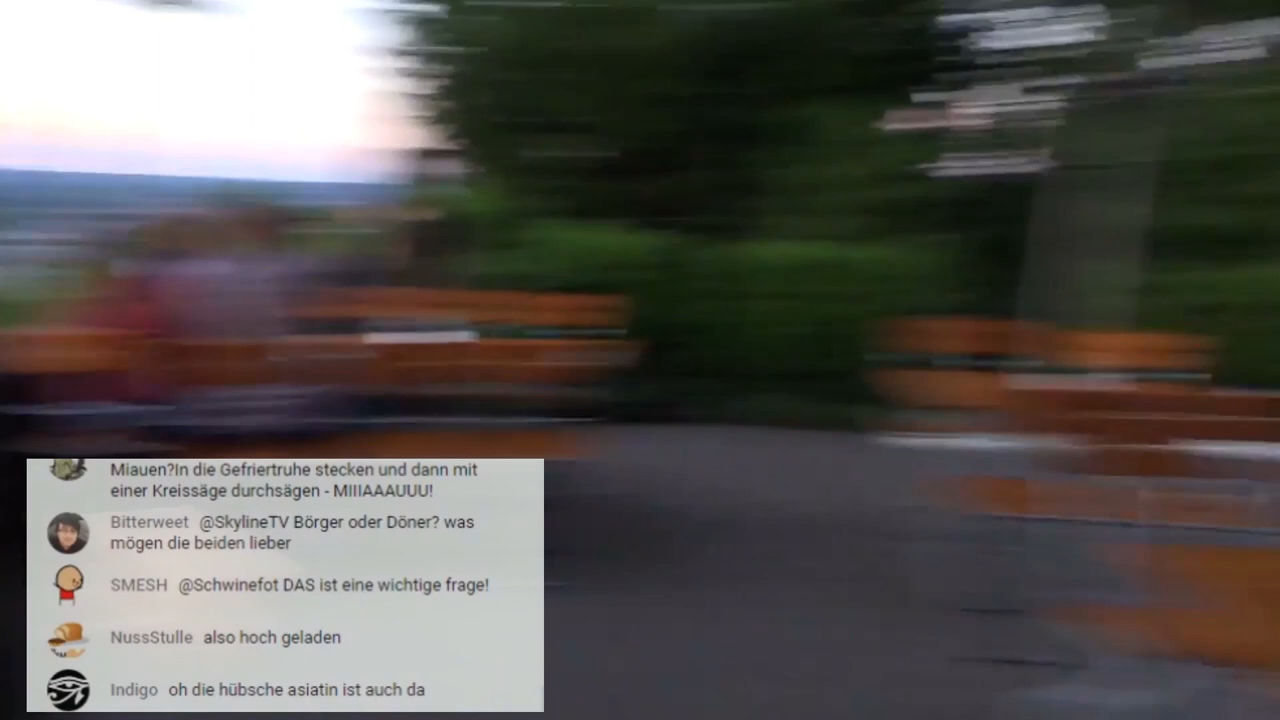 Miauen?In die Gefriertruhe stecken und dann mit
einer Kreissäge durchsägen - MIIIAAAUUU!
Bitterweet @SkylineTV Börger oder Döner? was
mögen die beiden lieber
SMESH @Schwinefot DAS ist eine wichtige frage!
NussStulle also hoch geladen
Indigo oh die hübsche asiatin ist auch da